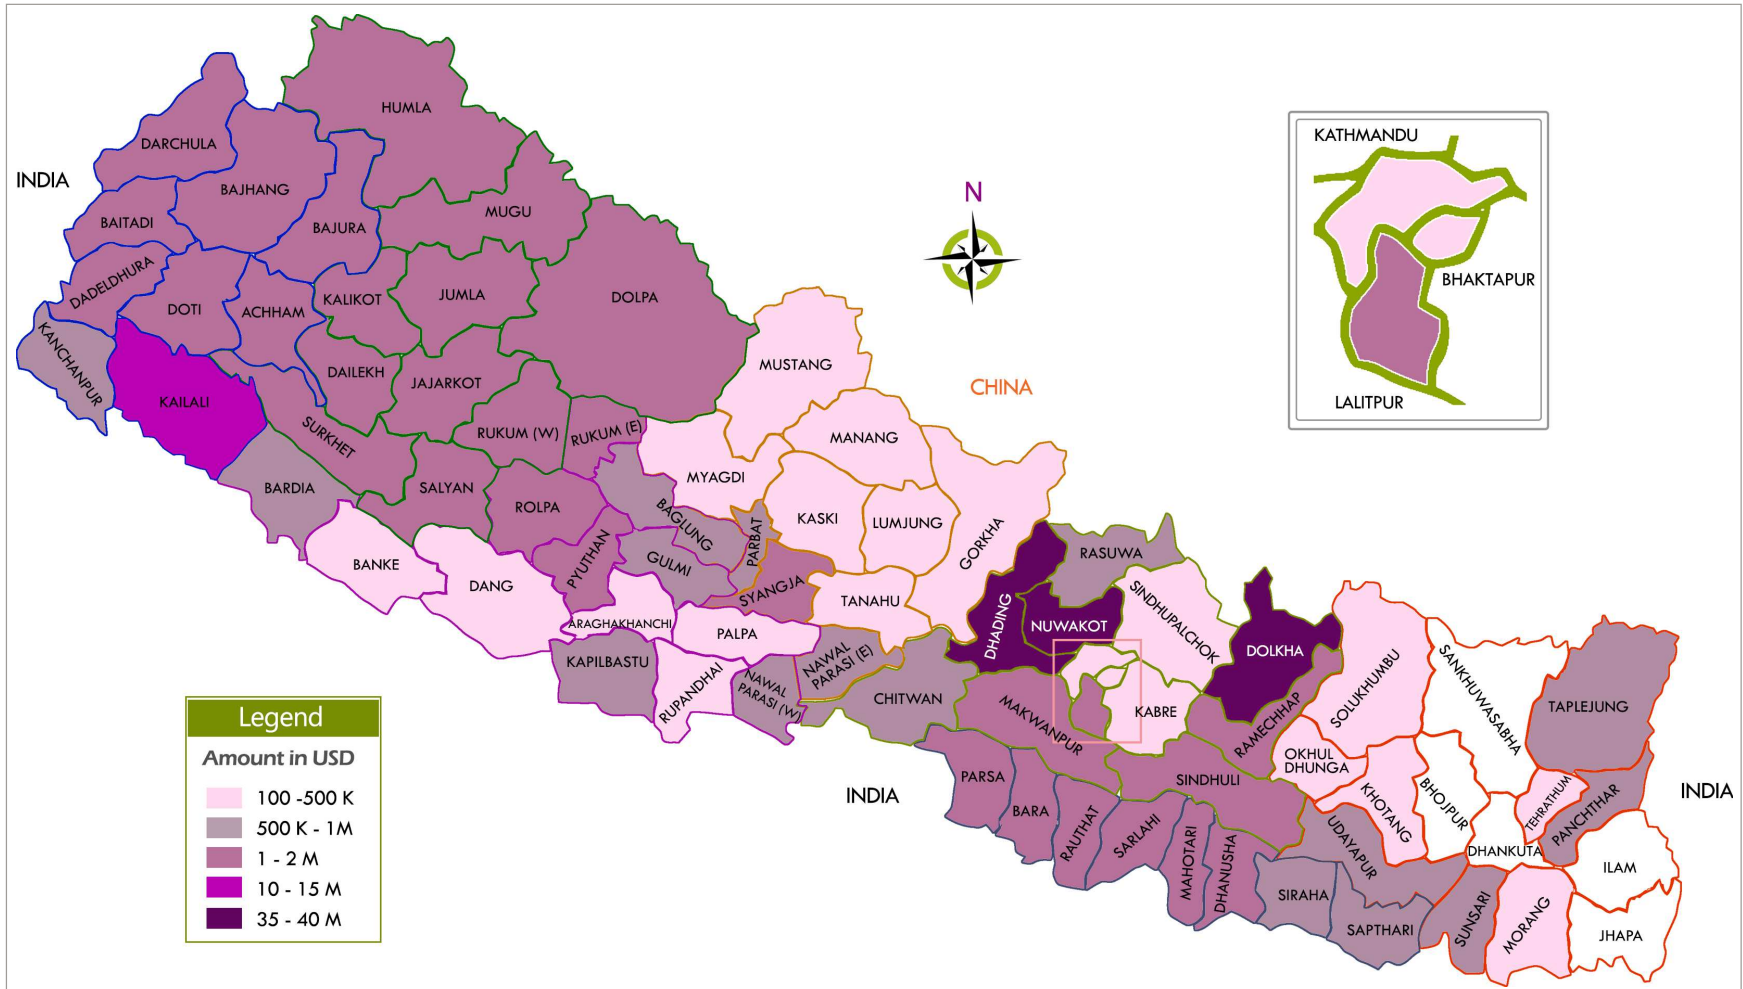 HUMLA
DARCHULA
INDIA
BAJHANG
BAITADI
BAJURA
MUGU
DADELDHURA
DOTI
ACHHAM
KALIKOT
JUMLA
DOLPA
KANCHANPUR
KAILALI
DAILEKH
JAJARKOT
SURKHET
RUKUM (W)
RUKUM (E)
BARDIA
SALYAN
ROLPA
BANKE
DANG
PYUTHAN
BAGLUNG
GULMI
PARBAT
SYANGJA
ARAGHAKHANCHI
PALPA
KAPILBASTU
RUPANDHAI
NAWAL
PARASI (W)
NAWAL
PARASI (E)
MUSTANG
MANANG
MYAGDI
KASKI
LUMJUNG
GORKHA
TANAHU
CHITWAN
N
CHINA
KATHMANDU
BHAKTAPUR
LALITPUR
RASUWA
DHADING
NUWAKOT
SINDHUPALCHOK
DOLKHA
KABRE
MAKWANPUR
RAMECHHAP
SINDHULI
PARSA
BARA
RAUTHAT
SARLAHI
MAHOTARI
DHANUSHA
SIRAHA
SAPTHARI
UDAYAPUR
SOLUKHUMBU
OKHUL
DHUNGA
KHOTANG
BHOJPUR
SANKHUWASABHA
TAPLEJUNG
TEHRATHUM
PANCHTHAR
DHANKUTA
ILAM
SUNSARI
MORANG
JHAPA
INDIA
INDIA
Legend
Amount in USD
100 -500 K
500 K - 1M
1 - 2 M
10 - 15 M
35 - 40 M